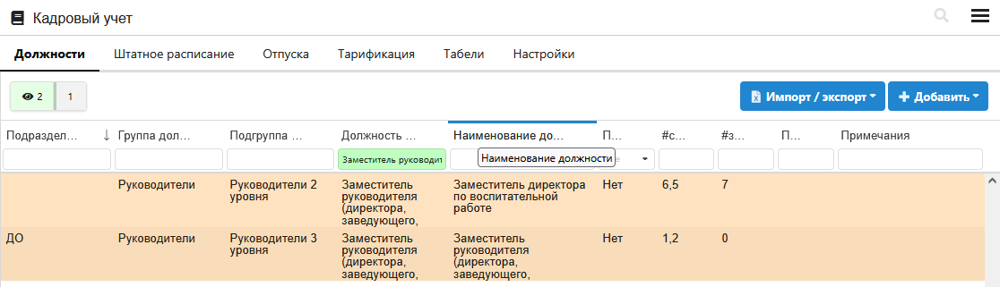 Кадровый учет
Должности Штатное расписание Отпуска Тарификация Табели Настройки
2 1 Импорт / экспорт Добавить
Подраздел... Группа дол... Подгруппа ... Должность ... Наименование до... П... #с... #з... П... Примечания
Заместитель руководит Наименование должности
Руководители Руководители 2 уровня Заместитель руководителя (директора, заведующего, Заместитель директора по воспитательной работе Нет 6,5 7
ДО Руководители Руководители 3 уровня Заместитель руководителя (директора, заведующего, Заместитель руководителя (директора, заведующего, Нет 1,2 0